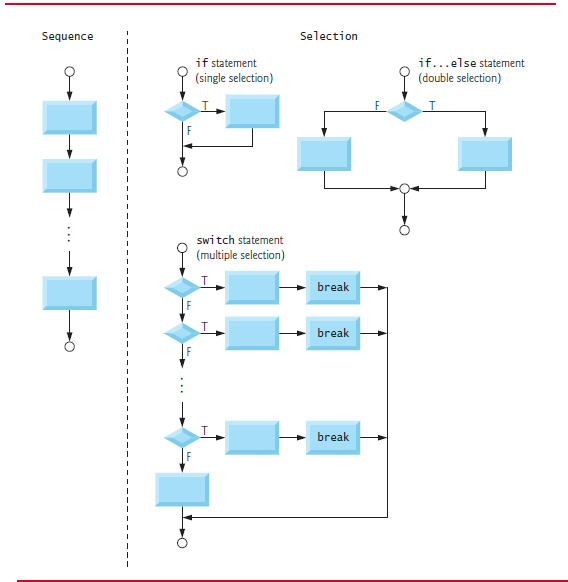 Sequence
Selection
if statement
(single selection)
T
F
if...else statement
(double selection)
F
T
switch statement
(multiple selection)
T
break
F
T
break
F
T
break
F